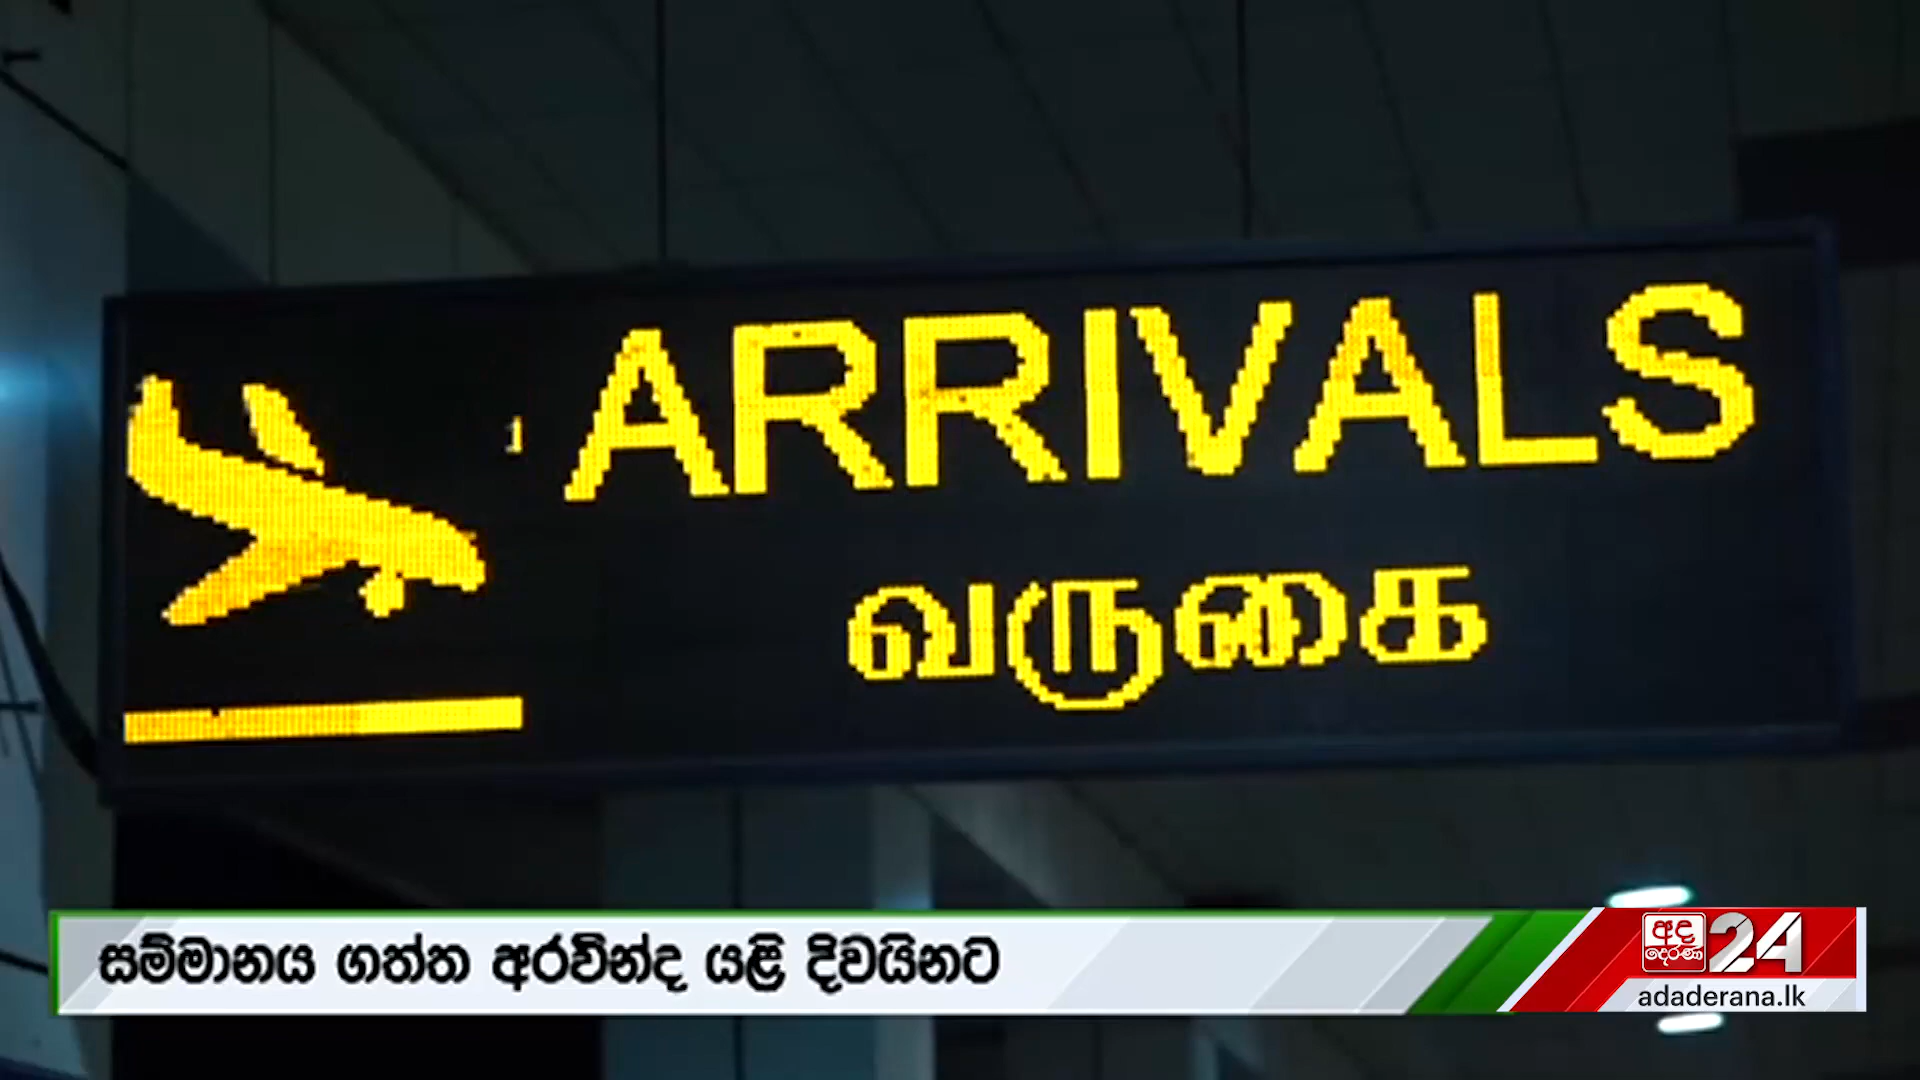 ARRIVALS
வருகை
සම්මානය ගත්ත අරවින්ද යළි දිවයිනට
අද
දෙරණ
24
adaderana.lk